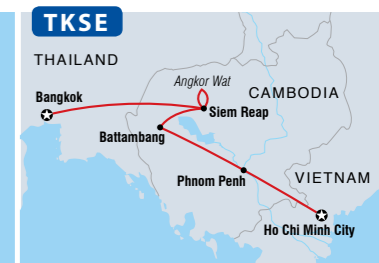 TKSE
THAILAND
Angkor Wat
CAMBODIA
Bangkok
Siem Reap
Battambang
Phnom Penh
VIETNAM
Ho Chi Minh City